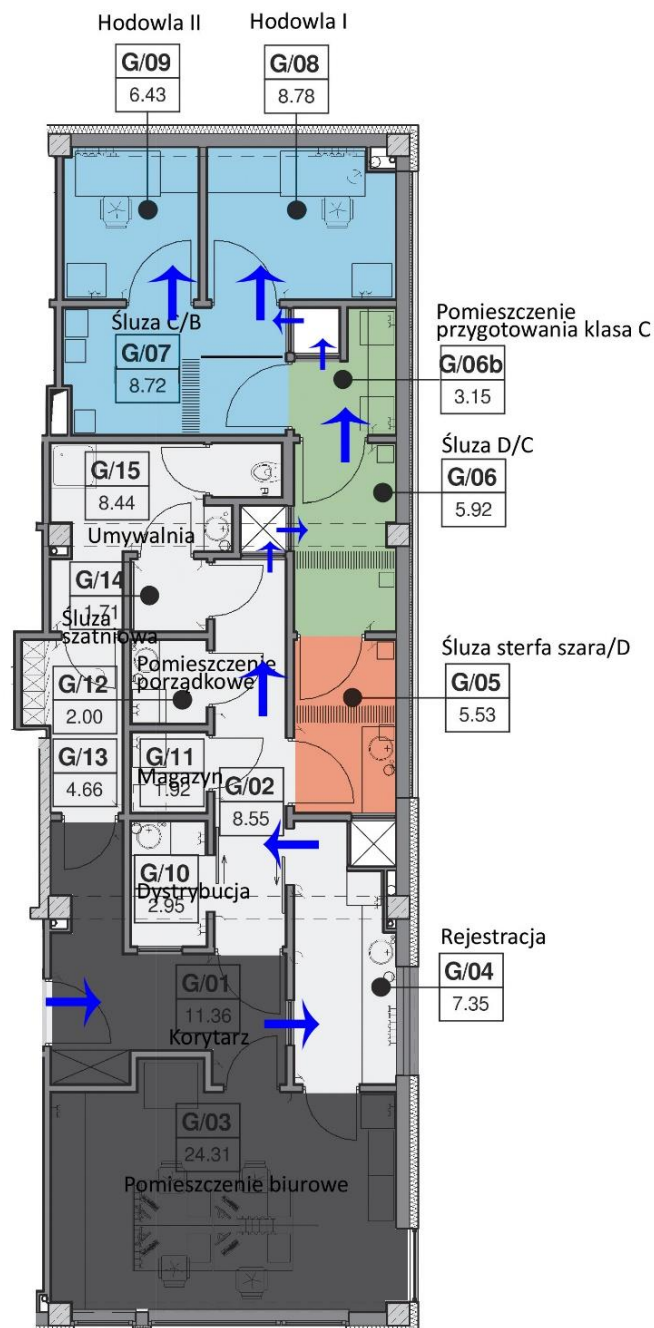 Hodowla II
G/09
6.43
Hodowla I
G/08
8.78
Śluza C/B
G/07
8.72
Pomieszczenie
przygotowania klasa C
G/06b
3.15
Śluza D/C
G/06
5.92
G/15
8.44
Umywalnia
G/14
1.71
Śluza
szatniowa
Pomieszczenie
porządkowe
G/12
2.00
Śluza sterfa szara/D
G/05
5.53
G/13
4.66
G/11
1.92
Magazyn
G/02
8.55
G/10
2.95
Dystrybucja
Rejestracja
G/04
7.35
G/01
11.36
Korytarz
G/03
24.31
Pomieszczenie biurowe